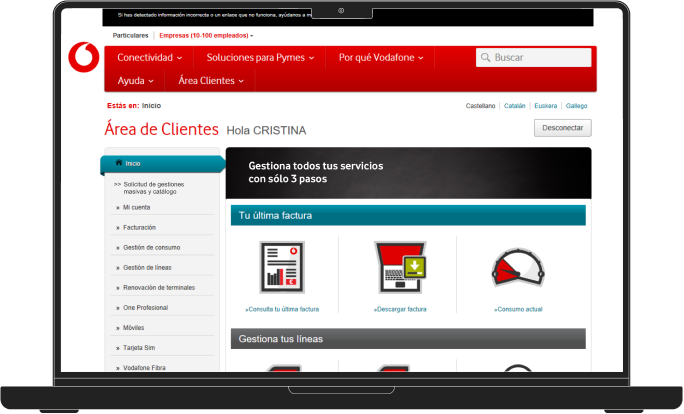 Si has detectado información incorrecta o un enlace que no funciona, ayúdanos a m
Particulares | Empresas (10-100 empleados)
Conectividad Soluciones para Pymes Por qué Vodafone Buscar
Ayuda Área Clientes
Estás en: Inicio Castellano | Catalán | Euskera | Gallego
Área de Clientes Hola CRISTINA Desconectar
Inicio
>> Solicitud de gestiones
masivas y catálogo
» Mi cuenta
» Facturación
» Gestión de consumo
» Gestión de líneas
» Renovación de terminales
» One Profesional
» Móviles
» Tarjeta Sim
» Vodafone Fibra
Gestiona todos tus servicios
con sólo 3 pasos
Tu última factura
»Consulta tu última factura »Descargar factura »Consumo actual
Gestiona tus líneas